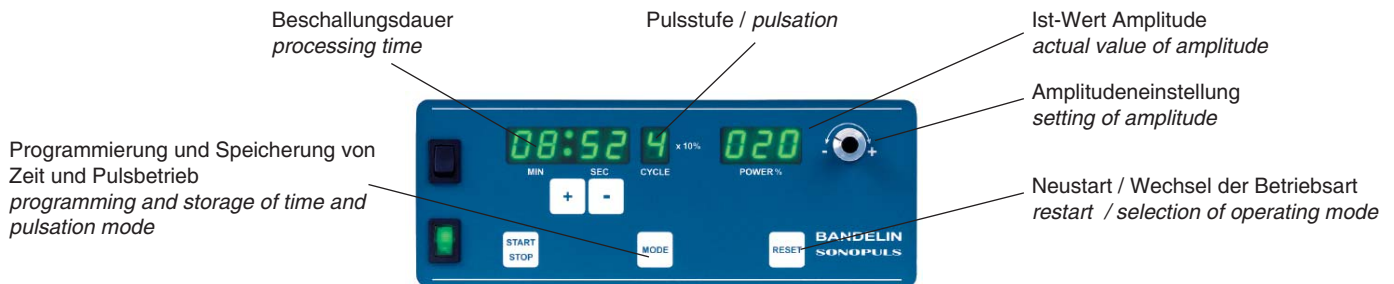 Beschallungsdauer
processing time
Pulsstufe / pulsation
Ist-Wert Amplitude
actual value of amplitude
Amplitudeneinstellung
setting of amplitude
Programmierung und Speicherung von
Zeit und Pulsbetrieb
programming and storage of time and
pulsation mode
08:52 4 x 10% 020
- +
MIN SEC CYCLE POWER %
+ -
Neustart / Wechsel der Betriebsart
restart / selection of operating mode
START
STOP
MODE
RESET
BANDELIN
SONOPULS